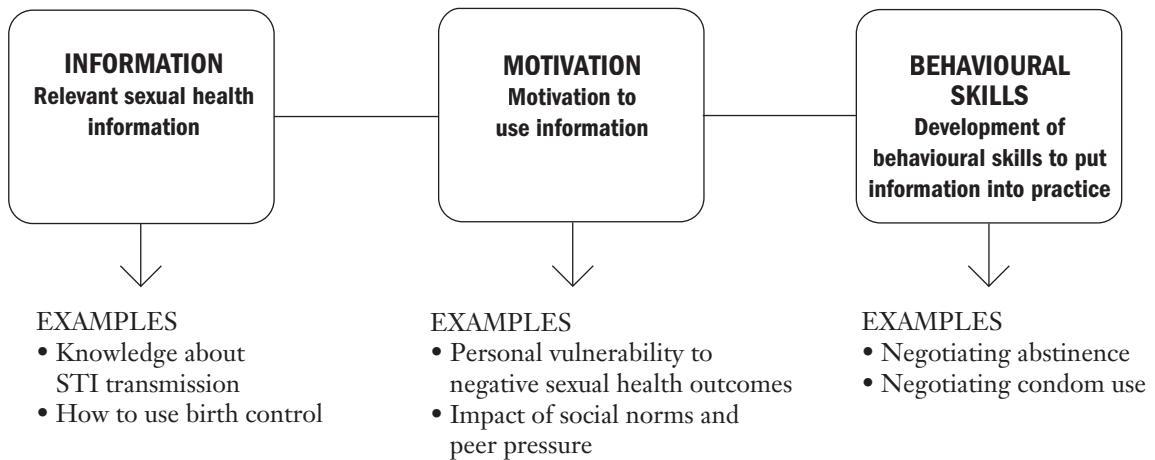 INFORMATION
Relevant sexual health
information
MOTIVATION
Motivation to
use information
BEHAVIOURAL
SKILLS
Development of
behavioural skills to put
information into practice
EXAMPLES
• Knowledge about
STI transmission
• How to use birth control
EXAMPLES
• Personal vulnerability to
negative sexual health outcomes
• Impact of social norms and
peer pressure
EXAMPLES
• Negotiating abstinence
• Negotiating condom use